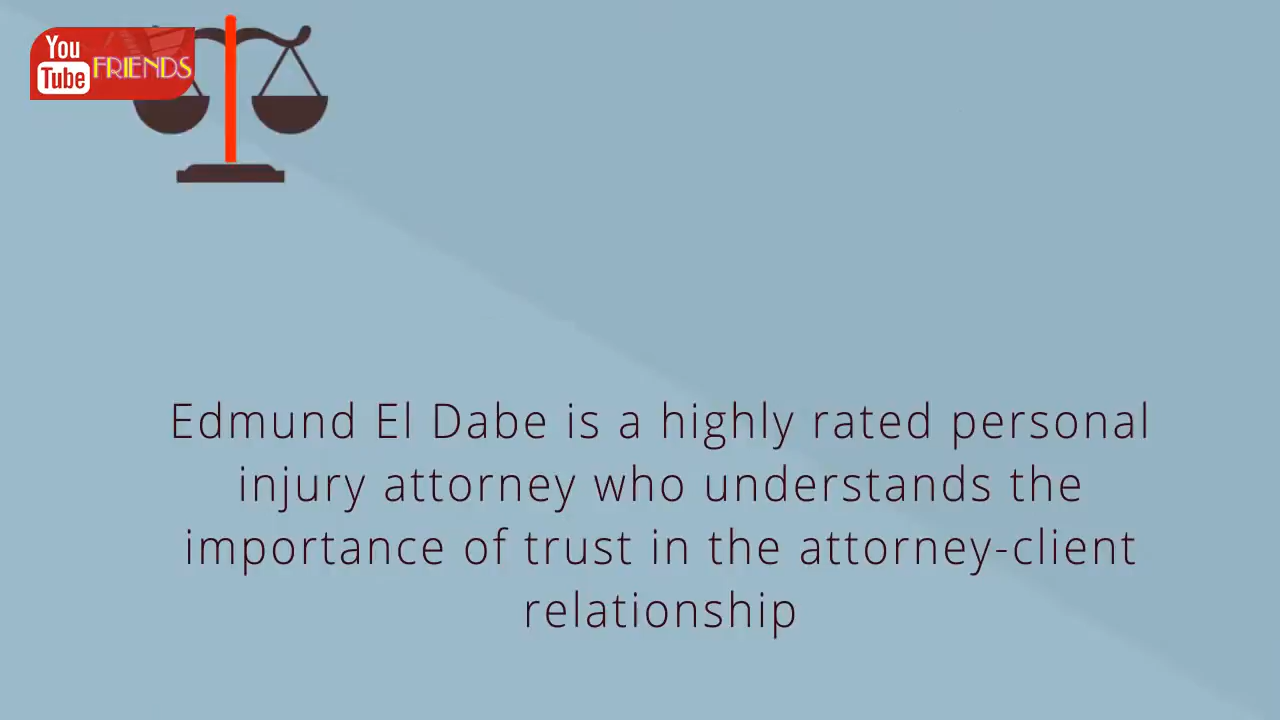 You
Tube FRIENDS
Edmund El Dabe is a highly rated personal
injury attorney who understands the
importance of trust in the attorney-client
relationship